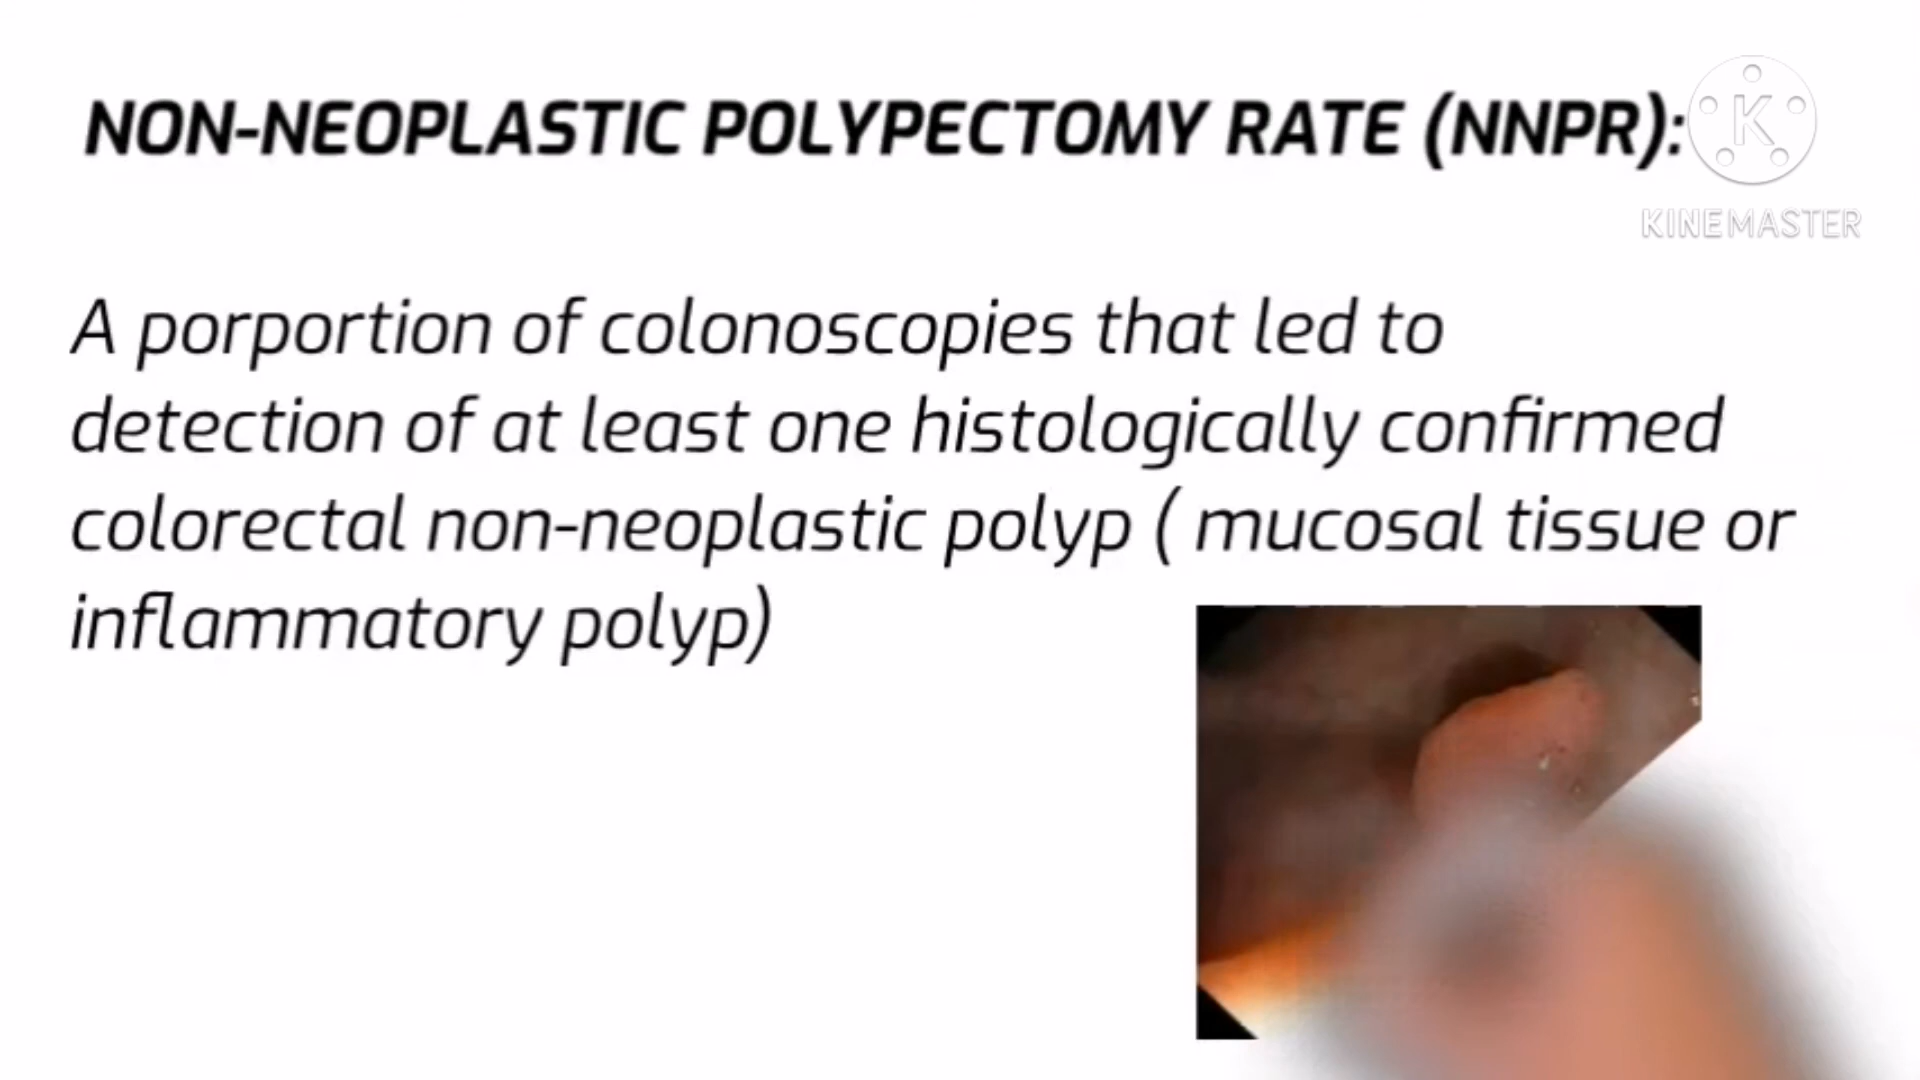 NON-NEOPLASTIC POLYPECTOMY RATE (NNPR):
K
KINEMASTER
A porportion of colonoscopies that led to
detection of at least one histologically confirmed
colorectal non-neoplastic polyp ( mucosal tissue or
inflammatory polyp)